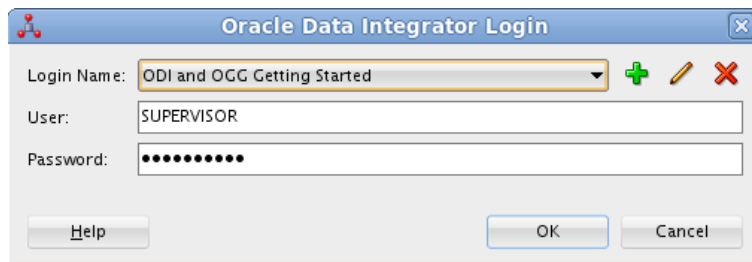 Oracle Data Integrator Login
Login Name: ODI and OGG Getting Started
User: SUPERVISOR
Password: ●●●●●●●●●●
Help OK Cancel